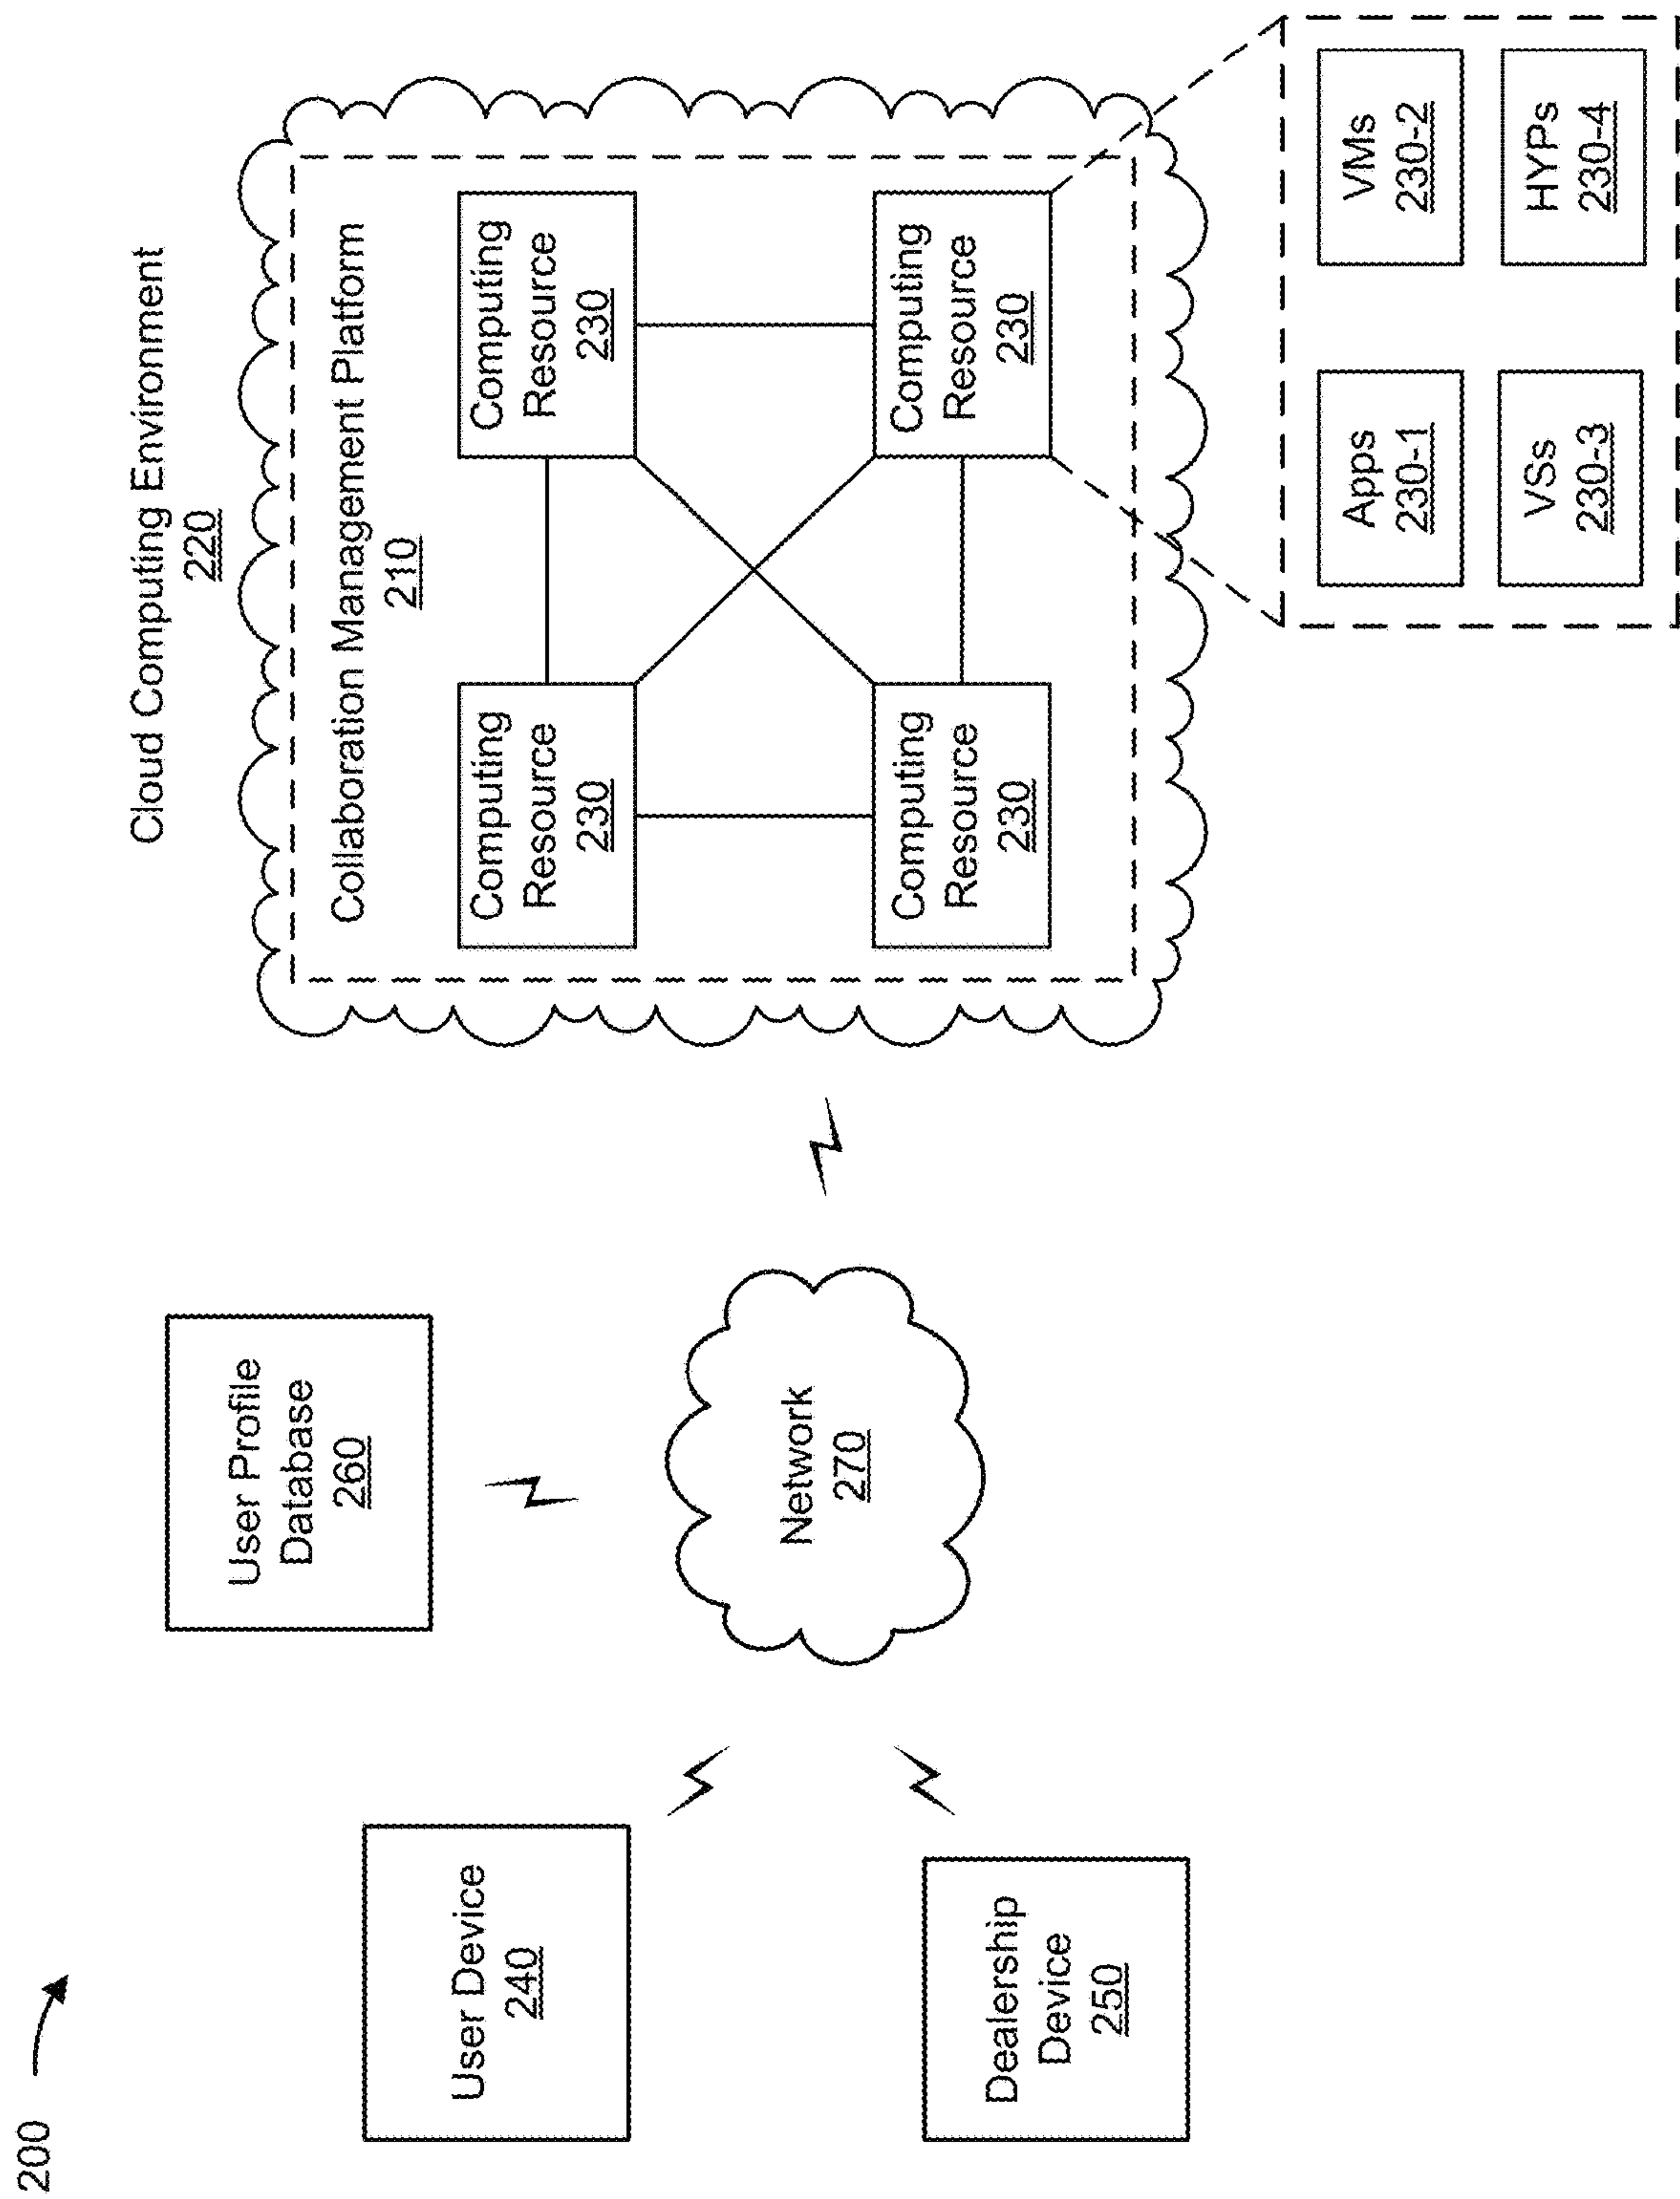 200
Cloud Computing Environment
220
Collaboration Management Platform
210
Computing
Resource
230
Computing
Resource
230
Computing
Resource
230
Computing
Resource
230
User Profile
Database
260
User Device
240
Network
270
Dealership
Device
250
Apps
230-1
VMs
230-2
VSs
230-3
HYPs
230-4